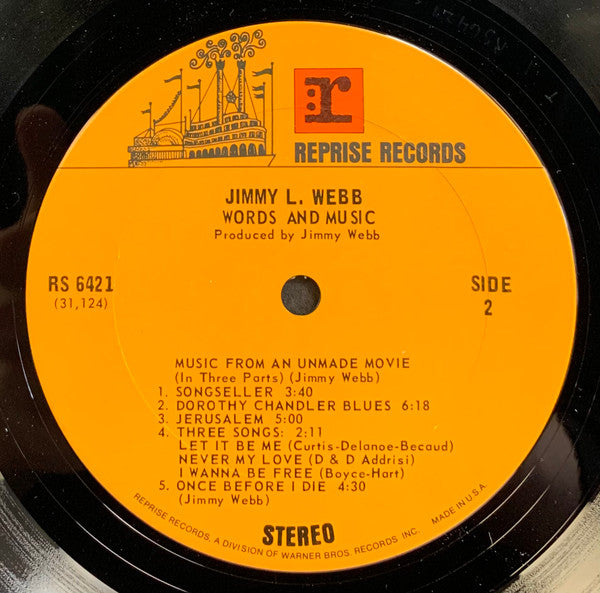 r
REPRISE RECORDS
JIMMY L. WEBB
WORDS AND MUSIC
Produced by Jimmy Webb
RS 6421
(31,124)
SIDE
2
MUSIC FROM AN UNMADE MOVIE
(In Three Parts) (Jimmy Webb)
1. SONGSELLER 3:40
2. DOROTHY CHANDLER BLUES 6:18
3. JERUSALEM 5:00
4. THREE SONGS: 2:11
LET IT BE ME (Curtis-Delanoe-Becaud)
NEVER MY LOVE (D & D Addrisi)
I WANNA BE FREE (Boyce-Hart)
5. ONCE BEFORE I DIE 4:30
(Jimmy Webb)
STEREO
REPRISE RECORDS, A DIVISION OF WARNER BROS. RECORDS INC. MADE IN U.S.A.